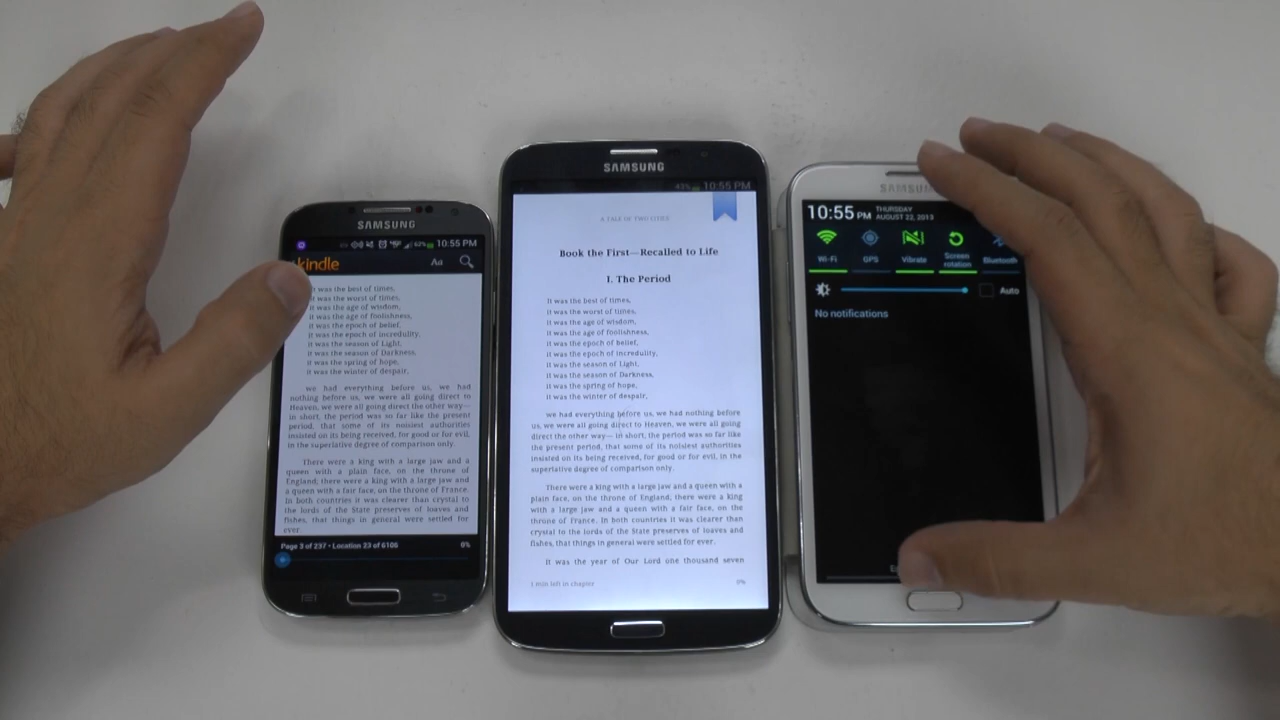 SAMSUNG
10:55 PM
kindle
Aa
it was the best of times,
it was the worst of times,
it was the age of wisdom,
it was the age of foolishness,
it was the epoch of belief,
it was the epoch of incredulity,
it was the season of Light,
it was the season of Darkness,
it was the spring of hope,
it was the winter of despair,
we had everything before us, we had
nothing before us, we were all going direct to
Heaven, we were all going direct the other way—
in short, the period was so far like the present
period, that some of its noisiest authorities
insisted on its being received, for good or for evil,
in the superlative degree of comparison only.
There were a king with a large jaw and a
queen with a plain face, on the throne of
England; there were a king with a large jaw and
a queen with a fair face, on the throne of France.
In both countries it was clearer than crystal to
the lords of the State preserves of loaves and
fishes, that things in general were settled for
ever.
Page 3 of 237 • Location 23 of 6106 0%
SAMSUNG
43% 10:55 PM
A TALE OF TWO CITIES
Book the First—Recalled to Life
I. The Period
It was the best of times,
it was the worst of times,
it was the age of wisdom,
it was the age of foolishness,
it was the epoch of belief,
it was the epoch of incredulity,
it was the season of Light,
it was the season of Darkness,
it was the spring of hope,
it was the winter of despair,
we had everything before us, we had nothing before
us, we were all going direct to Heaven, we were all going
direct the other way— in short, the period was so far like
the present period, that some of its noisiest authorities
insisted on its being received, for good or for evil, in the
superlative degree of comparison only.
There were a king with a large jaw and a queen with a
plain face, on the throne of England; there were a king
with a large jaw and a queen with a fair face, on the
throne of France. In both countries it was clearer than
crystal to the lords of the State preserves of loaves and
fishes, that things in general were settled for ever.
It was the year of Our Lord one thousand seven
1 min left in chapter 0%
SAMSUNG
10:55 PM THURSDAY
AUGUST 22, 2013
Wi-Fi GPS Vibrate Screen rotation Bluetooth
Auto
No notifications